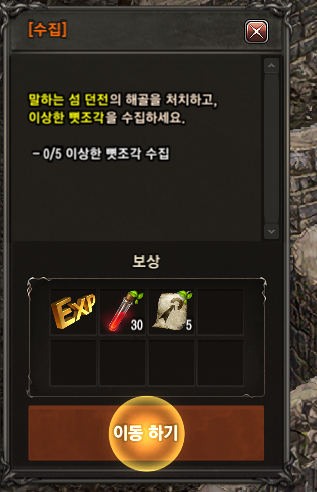 [수집]
말하는 섬 던전의 해골을 처치하고,
이상한 뼛조각을 수집하세요.
- 0/5 이상한 뼛조각 수집
보상
EXP
30
5
이동 하기